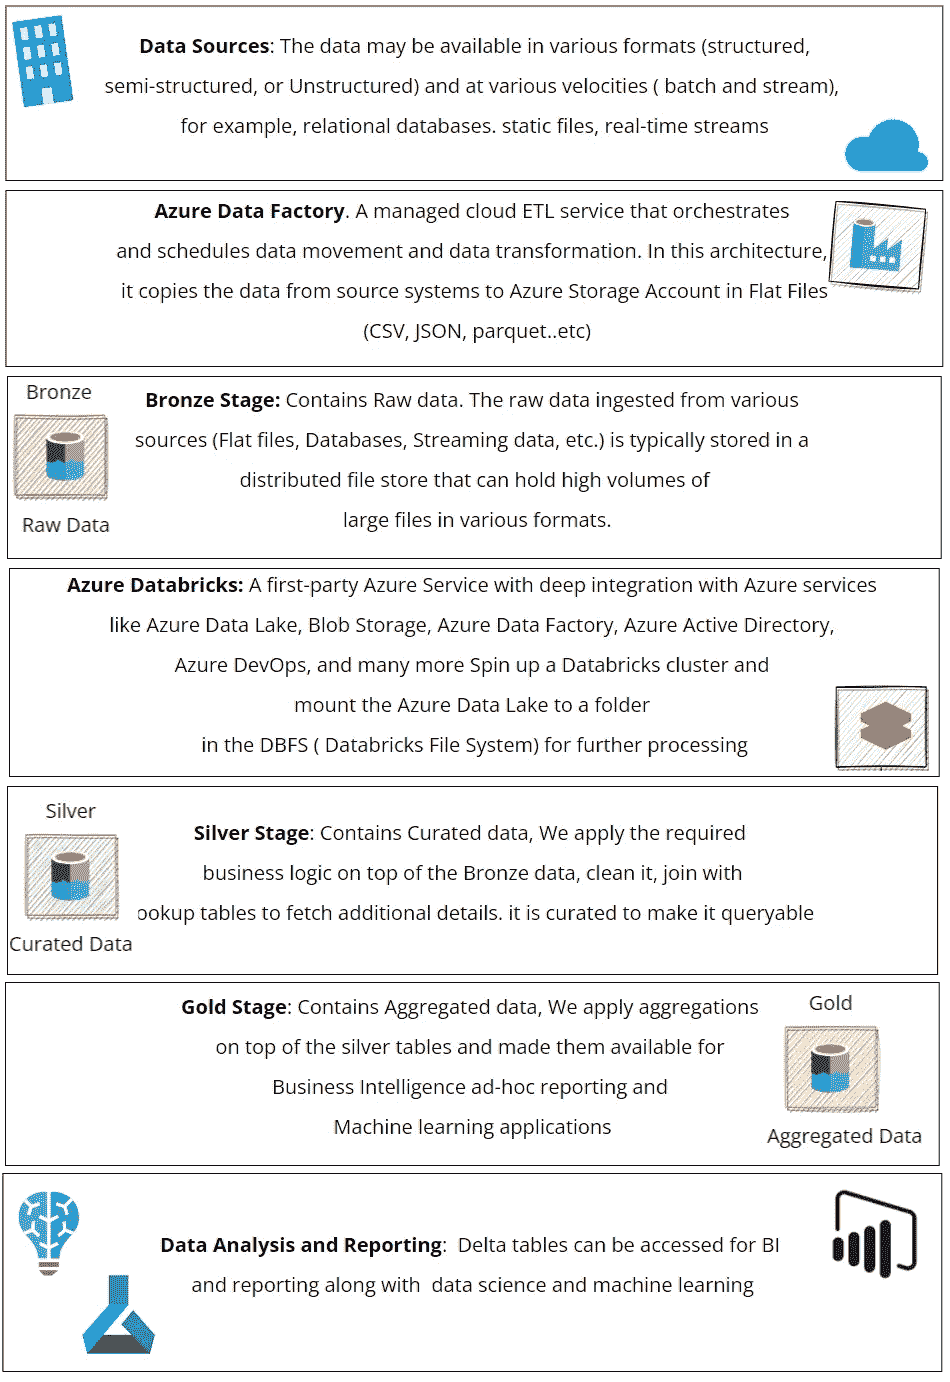 Data Sources: The data may be available in various formats (structured,
semi-structured, or Unstructured) and at various velocities ( batch and stream),
for example, relational databases. static files, real-time streams
Azure Data Factory. A managed cloud ETL service that orchestrates
and schedules data movement and data transformation. In this architecture,
it copies the data from source systems to Azure Storage Account in Flat Files
(CSV, JSON, parquet..etc)
Bronze
Raw Data
Bronze Stage: Contains Raw data. The raw data ingested from various
sources (Flat files, Databases, Streaming data, etc.) is typically stored in a
distributed file store that can hold high volumes of
large files in various formats.
Azure Databricks: A first-party Azure Service with deep integration with Azure services
like Azure Data Lake, Blob Storage, Azure Data Factory, Azure Active Directory,
Azure DevOps, and many more Spin up a Databricks cluster and
mount the Azure Data Lake to a folder
in the DBFS ( Databricks File System) for further processing
Silver
Curated Data
Silver Stage: Contains Curated data, We apply the required
business logic on top of the Bronze data, clean it, join with
ookup tables to fetch additional details. it is curated to make it queryable
Gold Stage: Contains Aggregated data, We apply aggregations
on top of the silver tables and made them available for
Business Intelligence ad-hoc reporting and
Machine learning applications
Gold
Aggregated Data
Data Analysis and Reporting:  Delta tables can be accessed for BI
and reporting along with  data science and machine learning